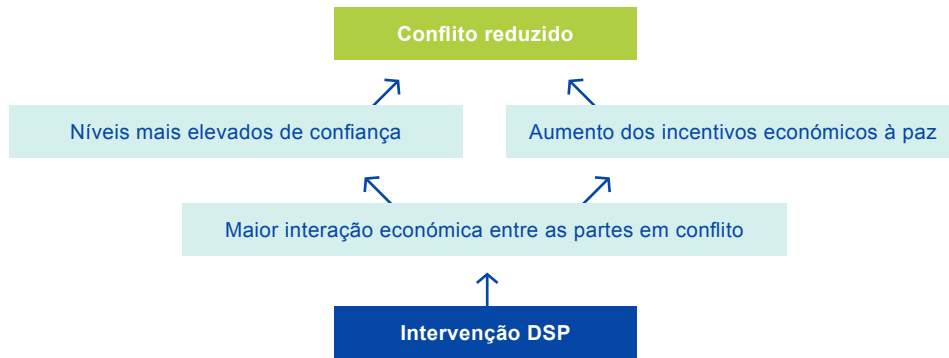 Conflito reduzido
Níveis mais elevados de confiança
Aumento dos incentivos económicos à paz
Maior interação económica entre as partes em conflito
Intervenção DSP